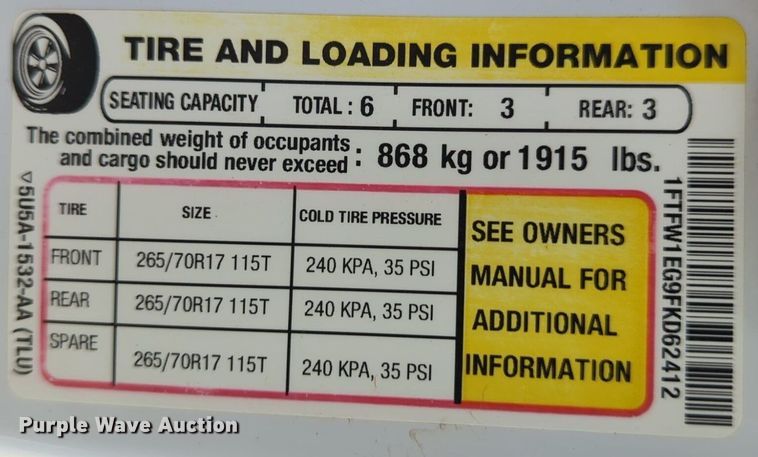 TIRE AND LOADING INFORMATION
SEATING CAPACITY TOTAL : 6 FRONT: 3 REAR: 3
The combined weight of occupants and cargo should never exceed : 868 kg or 1915 lbs.
TIRE SIZE COLD TIRE PRESSURE
FRONT 265/70R17 115T 240 KPA, 35 PSI
REAR 265/70R17 115T 240 KPA, 35 PSI
SPARE 265/70R17 115T 240 KPA, 35 PSI
SEE OWNERS
MANUAL FOR
ADDITIONAL
INFORMATION
▽5U5A-1532-AA (TLU)
1FTFW1EG9FKD62412
Purple Wave Auction